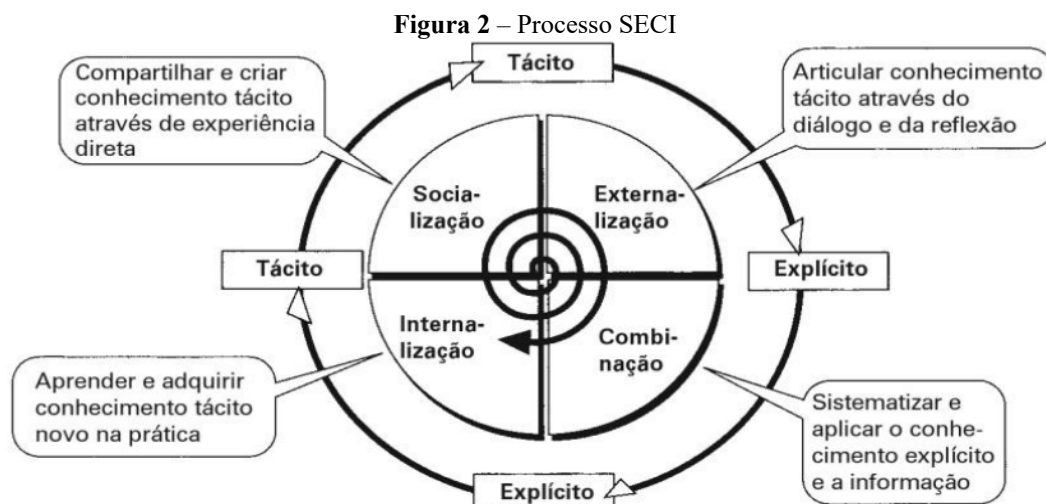 Figura 2 – Processo SECI
Tácito
Compartilhar e criar
conhecimento tácito
através de experiência
direta
Articular conhecimento
tácito através do
diálogo e da reflexão
Socia-
lização
Externa-
lização
Tácito
Explícito
Interna-
lização
Combi-
nação
Aprender e adquirir
conhecimento tácito
novo na prática
Sistematizar e
aplicar o conhe-
cimento explícito
e a informação
Explícito